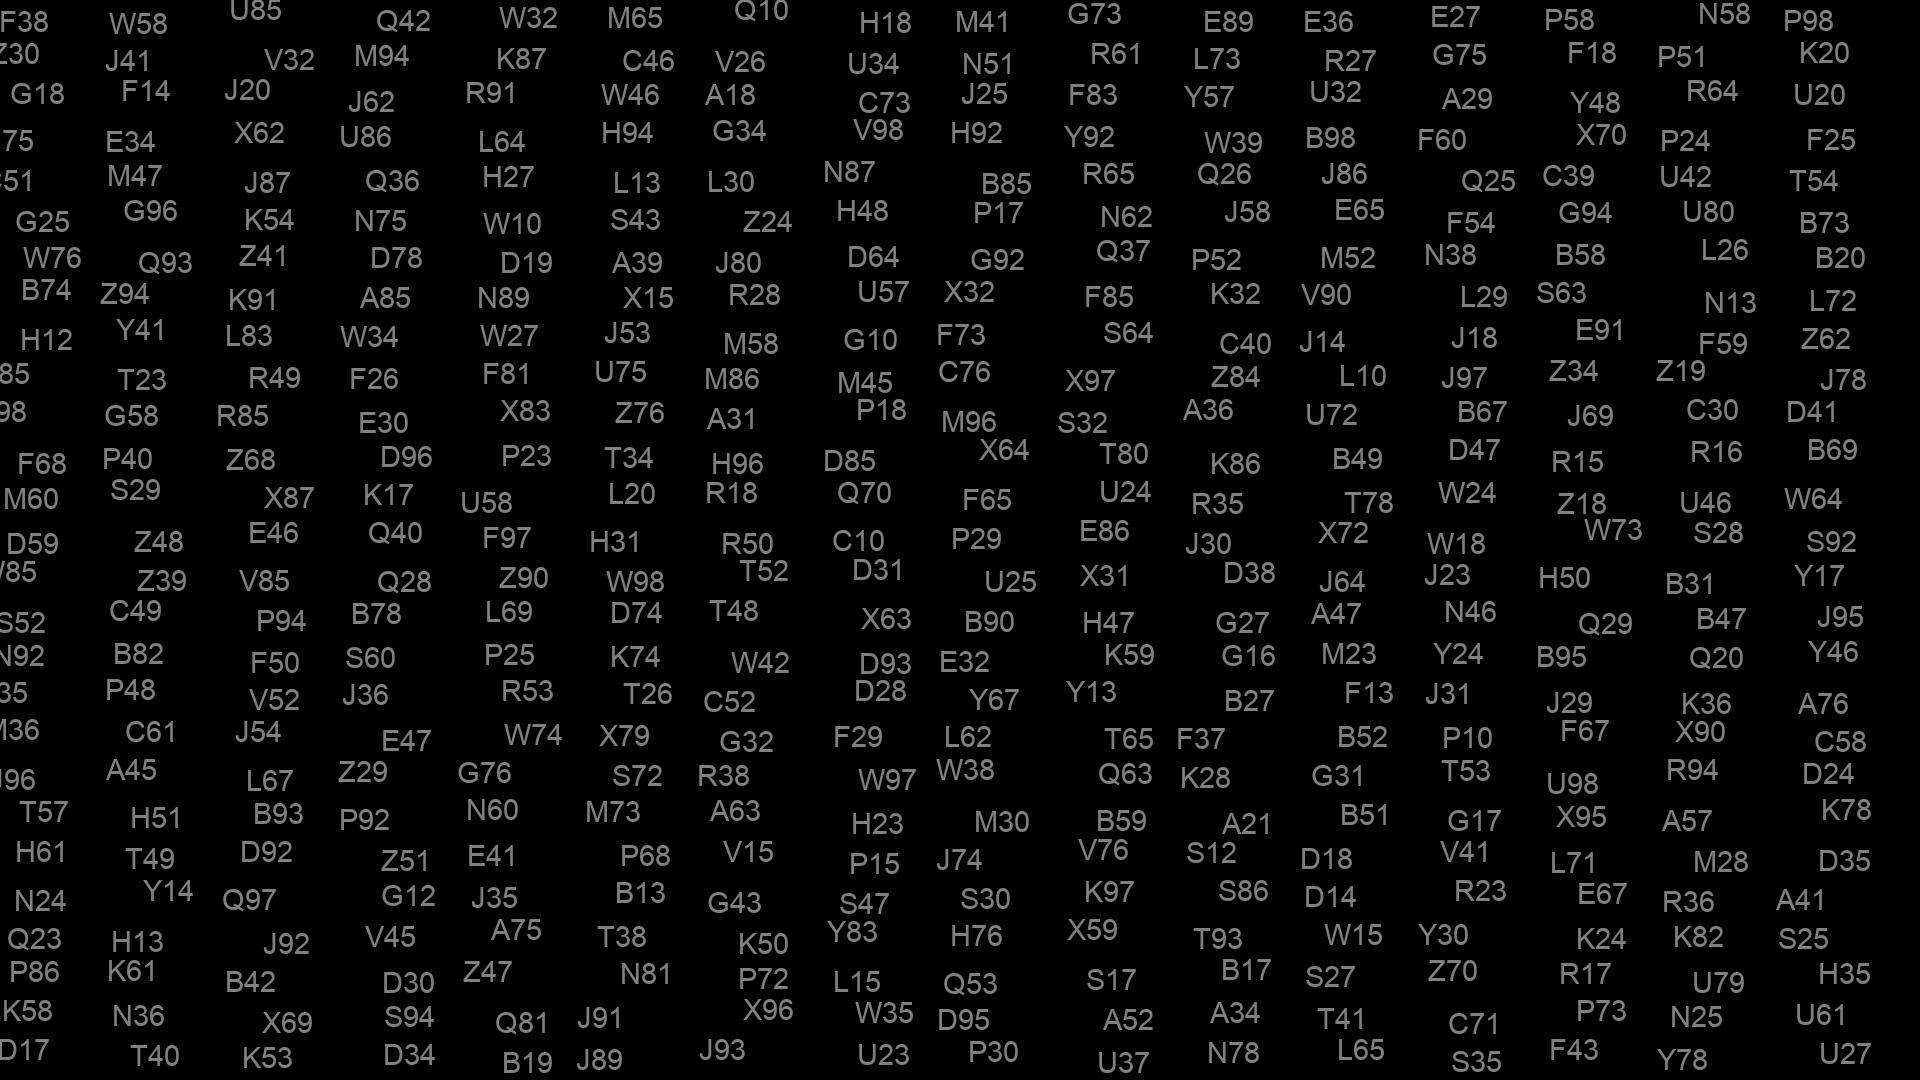 F38 W58 U85 Q42 W32 M65 Q10 H18 M41 G73 E89 E36 E27 P58 N58 P98
Z30 J41 V32 M94 K87 C46 V26 U34 N51 R61 L73 R27 G75 F18 P51 K20
G18 F14 J20 J62 R91 W46 A18 C73 J25 F83 Y57 U32 A29 Y48 R64 U20
75 E34 X62 U86 L64 H94 G34 V98 H92 Y92 W39 B98 F60 X70 P24 F25
51 M47 J87 Q36 H27 L13 L30 N87 B85 R65 Q26 J86 Q25 C39 U42 T54
G25 G96 K54 N75 W10 S43 Z24 H48 P17 N62 J58 E65 F54 G94 U80 B73
W76 Q93 Z41 D78 D19 A39 J80 D64 G92 Q37 P52 M52 N38 B58 L26 B20
B74 Z94 K91 A85 N89 X15 R28 U57 X32 F85 K32 V90 L29 S63 N13 L72
H12 Y41 L83 W34 W27 J53 M58 G10 F73 S64 C40 J14 J18 E91 F59 Z62
85 T23 R49 F26 F81 U75 M86 M45 C76 X97 Z84 L10 J97 Z34 Z19 J78
98 G58 R85 E30 X83 Z76 A31 P18 M96 S32 A36 U72 B67 J69 C30 D41
F68 P40 Z68 D96 P23 T34 H96 D85 X64 T80 K86 B49 D47 R15 R16 B69
M60 S29 X87 K17 U58 L20 R18 Q70 F65 U24 R35 T78 W24 Z18 U46 W64
D59 Z48 E46 Q40 F97 H31 R50 C10 P29 E86 J30 X72 W18 W73 S28 S92
85 Z39 V85 Q28 Z90 W98 T52 D31 U25 X31 D38 J64 J23 H50 B31 Y17
S52 C49 P94 B78 L69 D74 T48 X63 B90 H47 G27 A47 N46 Q29 B47 J95
N92 B82 F50 S60 P25 K74 W42 D93 E32 K59 G16 M23 Y24 B95 Q20 Y46
35 P48 V52 J36 R53 T26 C52 D28 Y67 Y13 B27 F13 J31 J29 K36 A76
M36 C61 J54 E47 W74 X79 G32 F29 L62 T65 F37 B52 P10 F67 X90 C58
96 A45 L67 Z29 G76 S72 R38 W97 W38 Q63 K28 G31 T53 U98 R94 D24
T57 H51 B93 P92 N60 M73 A63 H23 M30 B59 A21 B51 G17 X95 A57 K78
H61 T49 D92 Z51 E41 P68 V15 P15 J74 V76 S12 D18 V41 L71 M28 D35
N24 Y14 Q97 G12 J35 B13 G43 S47 S30 K97 S86 D14 R23 E67 R36 A41
Q23 H13 J92 V45 A75 T38 K50 Y83 H76 X59 T93 W15 Y30 K24 K82 S25
P86 K61 B42 D30 Z47 N81 P72 L15 Q53 S17 B17 S27 Z70 R17 U79 H35
K58 N36 X69 S94 Q81 J91 X96 W35 D95 A52 A34 T41 C71 P73 N25 U61
D17 T40 K53 D34 B19 J89 J93 U23 P30 U37 N78 L65 S35 F43 Y78 U27